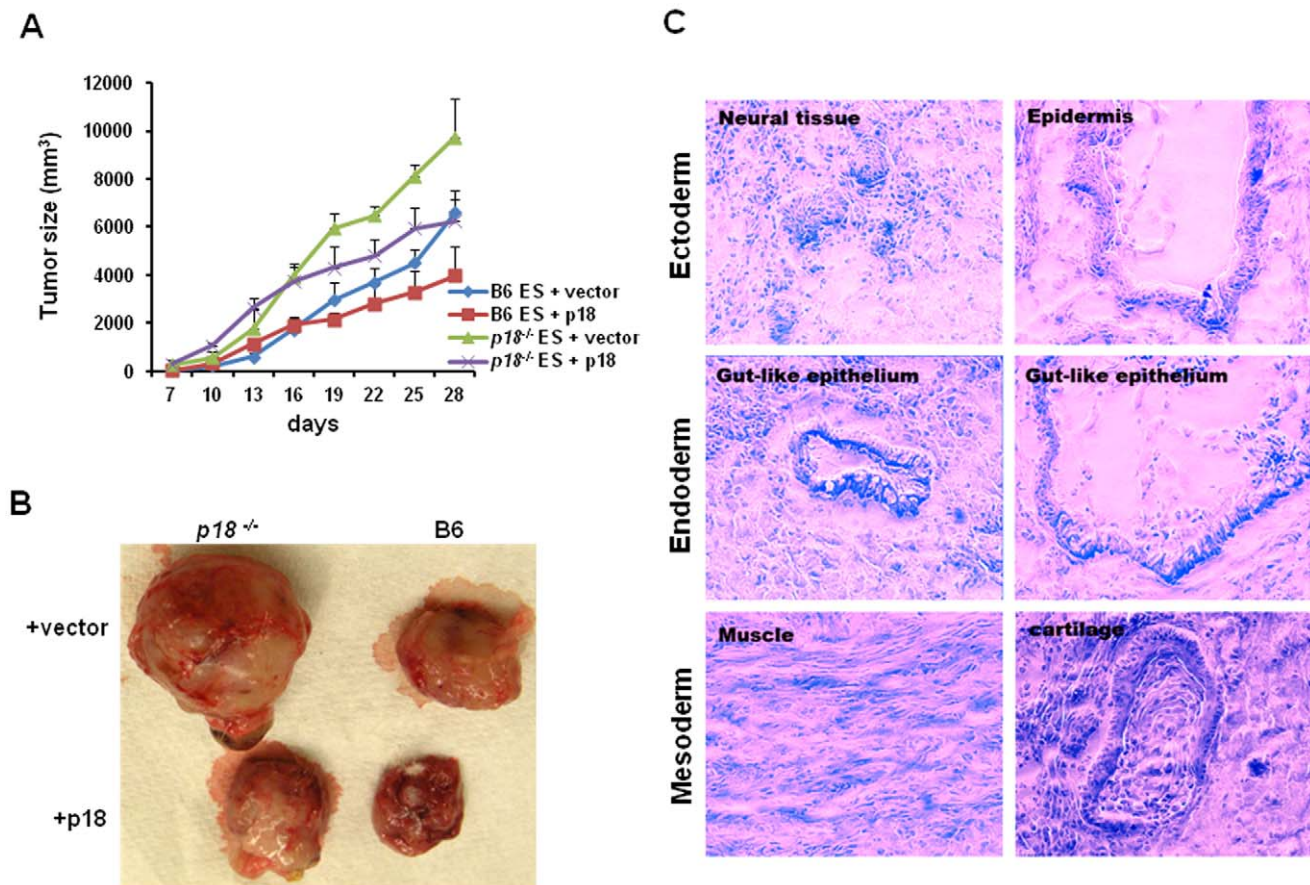 A
12000
10000
8000
6000
4000
2000
0
Tumor size (mm³)
7 10 13 16 19 22 25 28
days
B6 ES + vector
B6 ES + p18
p18-/- ES + vector
p18-/- ES + p18
B
p18 -/- B6
+vector
+p18
C
Ectoderm
Neural tissue
Epidermis
Endoderm
Gut-like epithelium
Gut-like epithelium
Mesoderm
Muscle
cartilage